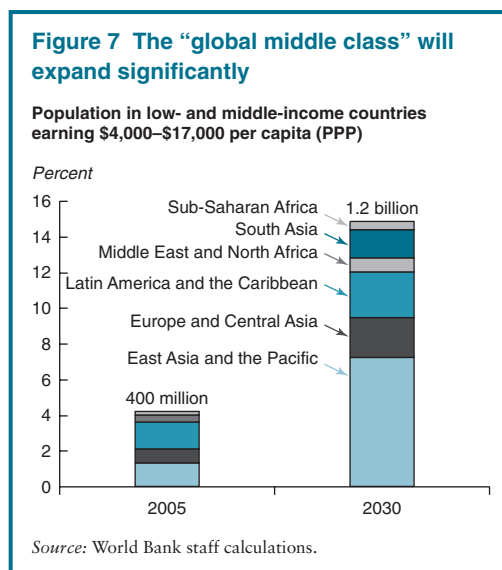 Figure 7 The “global middle class” will
expand significantly
Population in low- and middle-income countries
earning $4,000–$17,000 per capita (PPP)
Percent
16
14
12
10
8
6
4
2
0
Sub-Saharan Africa
1.2 billion
South Asia
Middle East and North Africa
Latin America and the Caribbean
Europe and Central Asia
East Asia and the Pacific
400 million
2005
2030
Source: World Bank staff calculations.